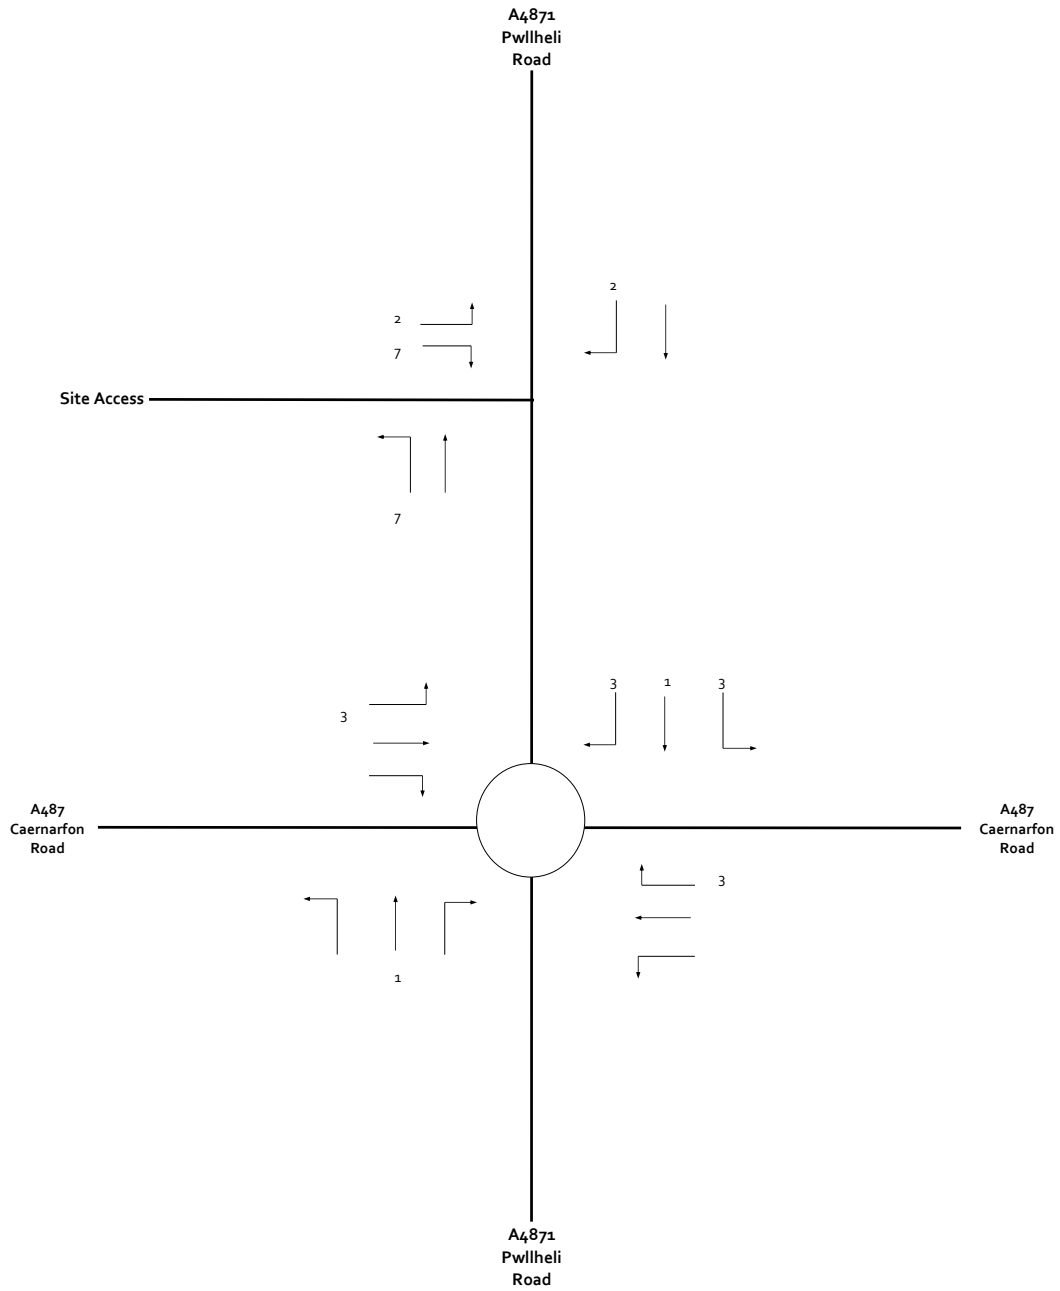 A4871
Pwllheli
Road
2
2
7
Site Access
7
3
1
3
3
A487
Caernarfon
Road
A487
Caernarfon
Road
3
1
A4871
Pwllheli
Road